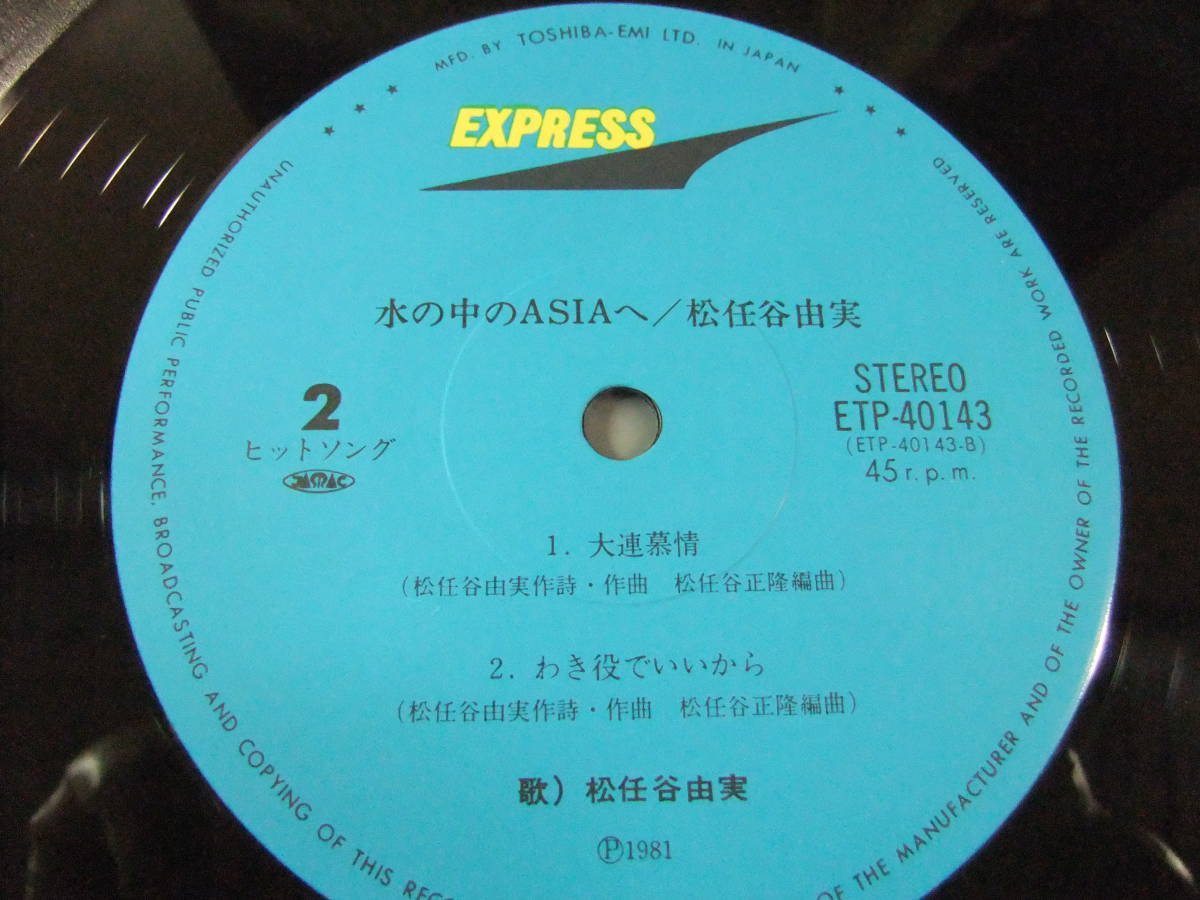 MFD. BY TOSHIBA-EMI LTD. IN JAPAN
EXPRESS
水の中のASIAへ／松任谷由実
2
ヒットソング
JASRAC
STEREO
ETP-40143
(ETP-40143-B)
45 r.p.m.
1. 大連慕情
(松任谷由実作詩・作曲　松任谷正隆編曲)
2. わき役でいいから
(松任谷由実作詩・作曲　松任谷正隆編曲)
歌) 松任谷由実
Ⓟ1981
UNAUTHORIZED PUBLIC PERFORMANCE, BROADCASTING AND COPYING OF THIS REC
OF THE MANUFACTURER AND OF THE OWNER OF THE RECORDED WORK ARE RESERVED